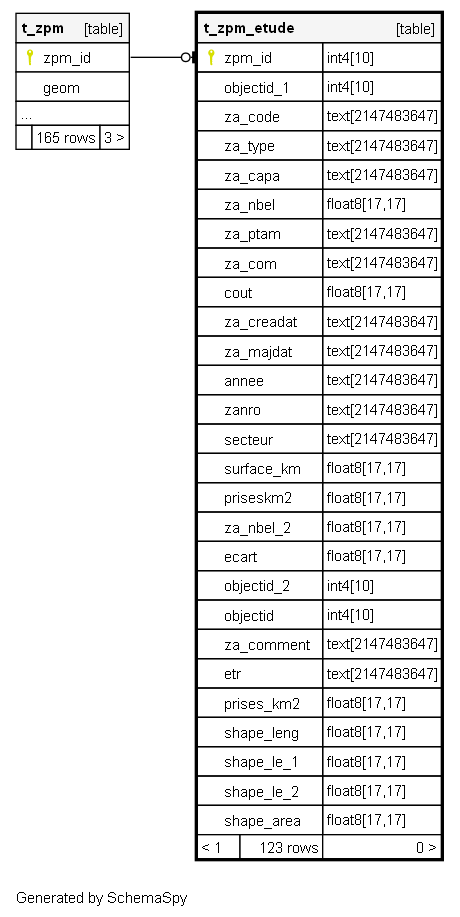 t_zpm [table]
zpm_id
geom
...
165 rows 3 >
t_zpm_etude [table]
zpm_id int4[10]
objectid_1 int4[10]
za_code text[2147483647]
za_type text[2147483647]
za_capa text[2147483647]
za_nbel float8[17,17]
za_ptam text[2147483647]
za_com text[2147483647]
cout float8[17,17]
za_creadat text[2147483647]
za_majdat text[2147483647]
annee text[2147483647]
zanro text[2147483647]
secteur text[2147483647]
surface_km float8[17,17]
priseskm2 float8[17,17]
za_nbel_2 float8[17,17]
ecart float8[17,17]
objectid_2 int4[10]
objectid int4[10]
za_comment text[2147483647]
etr text[2147483647]
prises_km2 float8[17,17]
shape_leng float8[17,17]
shape_le_1 float8[17,17]
shape_le_2 float8[17,17]
shape_area float8[17,17]
< 1 123 rows 0 >
Generated by SchemaSpy